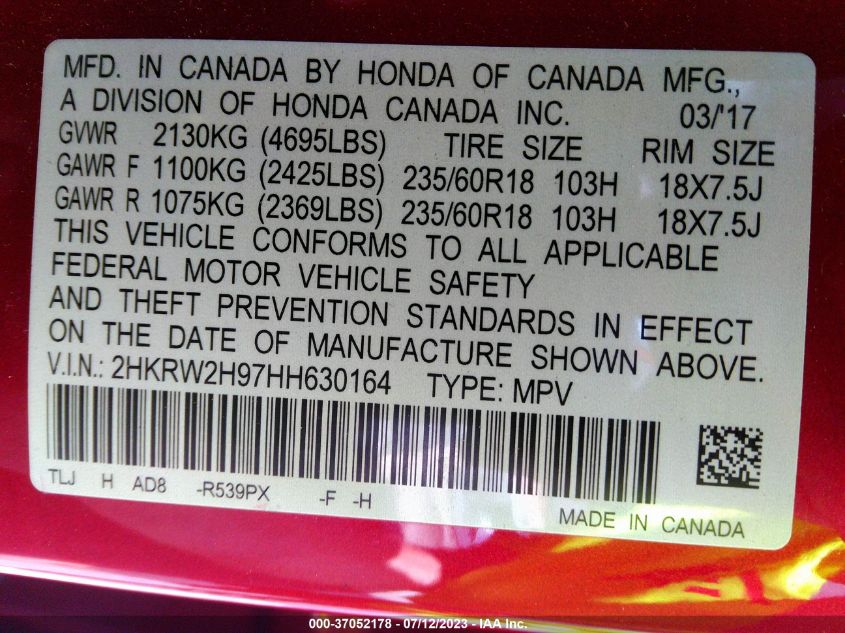 MFD. IN CANADA BY HONDA OF CANADA MFG.,
A DIVISION OF HONDA CANADA INC. 03/'17
GVWR 2130KG (4695LBS) TIRE SIZE RIM SIZE
GAWR F 1100KG (2425LBS) 235/60R18 103H 18X7.5J
GAWR R 1075KG (2369LBS) 235/60R18 103H 18X7.5J
THIS VEHICLE CONFORMS TO ALL APPLICABLE
FEDERAL MOTOR VEHICLE SAFETY
AND THEFT PREVENTION STANDARDS IN EFFECT
ON THE DATE OF MANUFACTURE SHOWN ABOVE.
V.I.N.: 2HKRW2H97HH630164 TYPE: MPV
TLJ H AD8 -R539PX -F -H
MADE IN CANADA
000-37052178 - 07/12/2023 - IAA Inc.